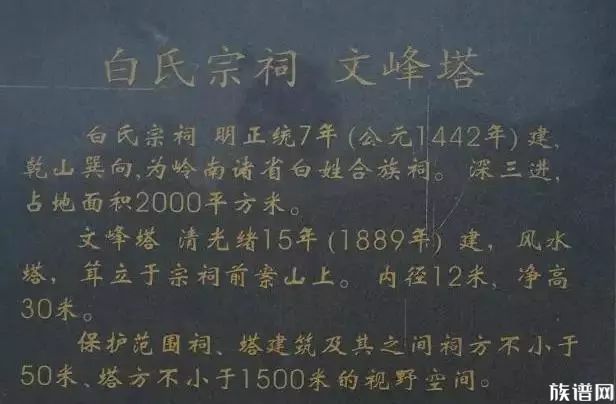 白氏宗祠 文峰塔
白氏宗祠 明正统7年(公元1442年)建,
乾山巽向,为岭南诸省白姓合族祠。深三进,
占地面积2000平方米。
文峰塔 清光绪15年(1889年)建,风水
塔,耸立于宗祠前案山上。内径12米,净高
30米。
保护范围祠、塔建筑及其之间祠方不小于
50米、塔方不小于1500米的视野空间。
族谱网